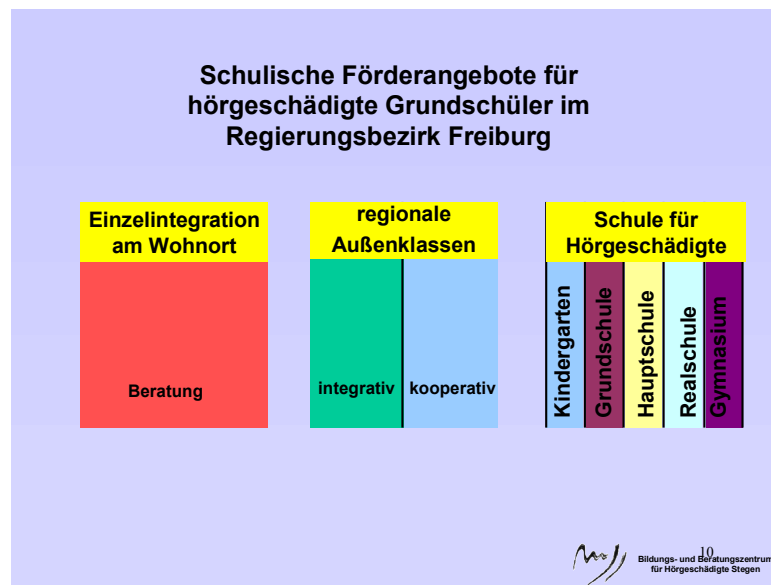 Schulische Förderangebote für
hörgeschädigte Grundschüler im
Regierungsbezirk Freiburg
Einzelintegration
am Wohnort
Beratung
regionale
Außenklassen
integrativ
kooperativ
Schule für
Hörgeschädigte
Kindergarten
Grundschule
Hauptschule
Realschule
Gymnasium
10
Bildungs- und Beratungszentrum
für Hörgeschädigte Stegen